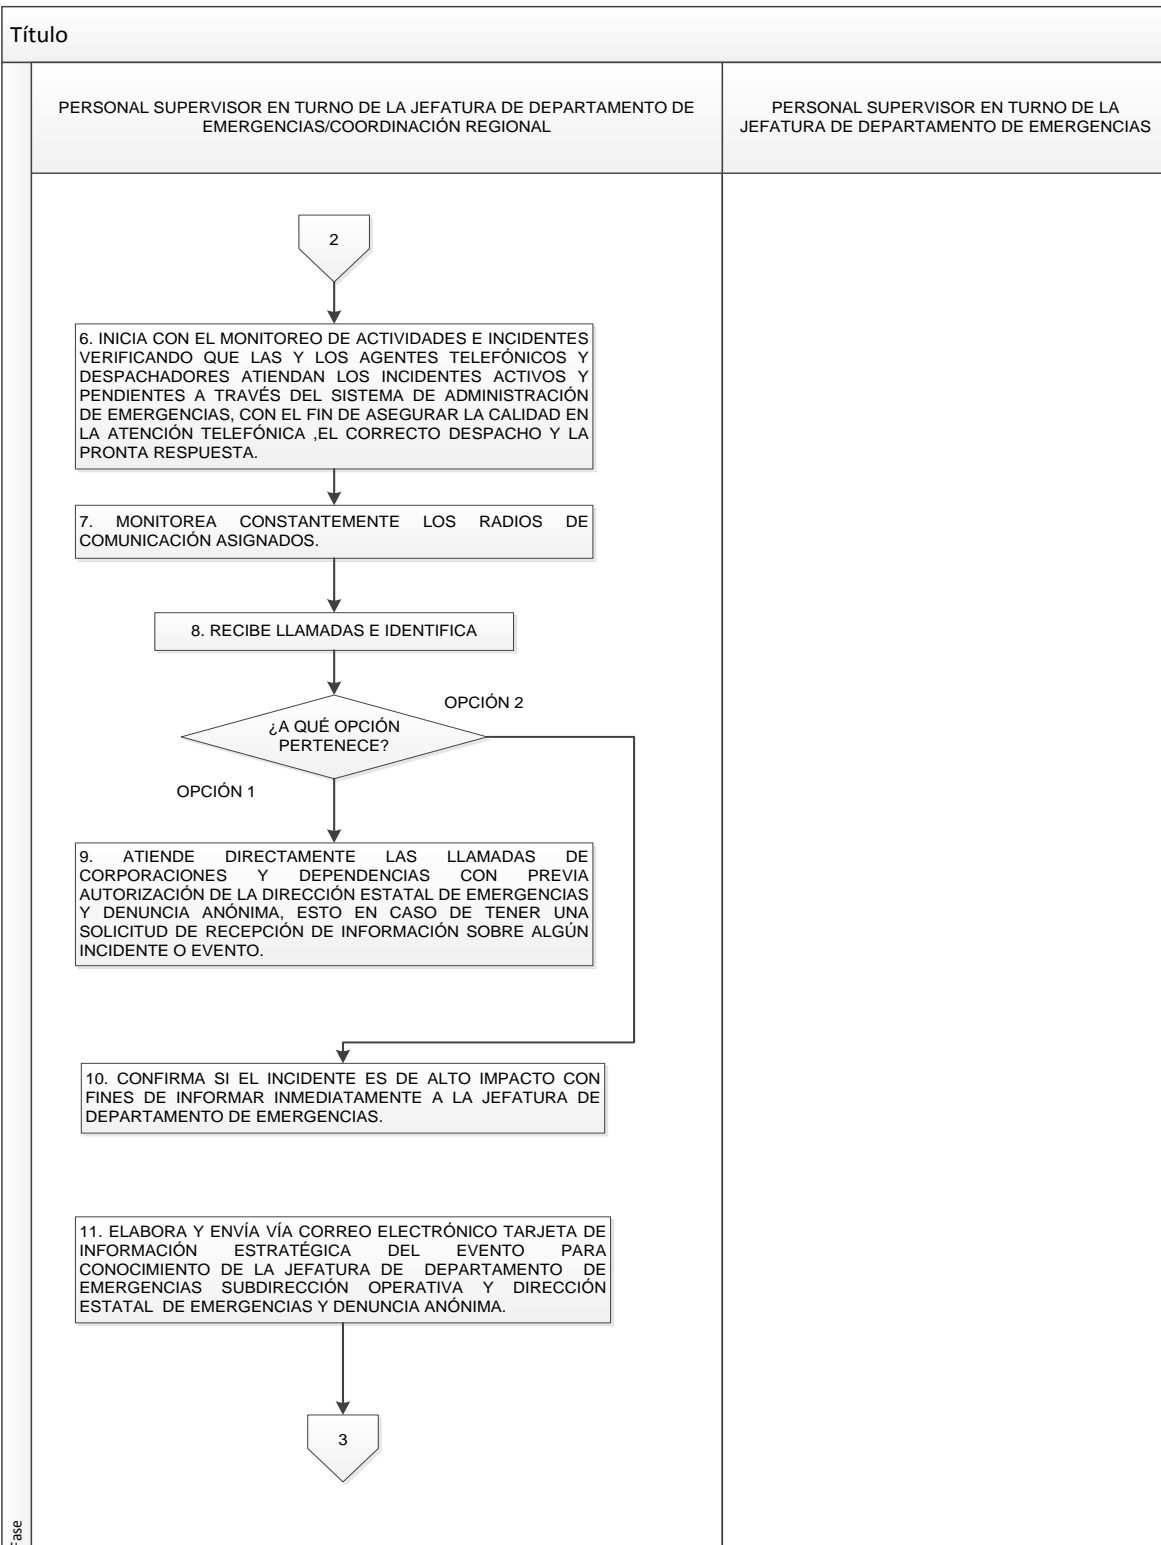 Título
PERSONAL SUPERVISOR EN TURNO DE LA JEFATURA DE DEPARTAMENTO DE
EMERGENCIAS/COORDINACIÓN REGIONAL
PERSONAL SUPERVISOR EN TURNO DE LA
JEFATURA DE DEPARTAMENTO DE EMERGENCIAS
2
6. INICIA CON EL MONITOREO DE ACTIVIDADES E INCIDENTES
VERIFICANDO QUE LAS Y LOS AGENTES TELEFÓNICOS Y
DESPACHADORES ATIENDAN LOS INCIDENTES ACTIVOS Y
PENDIENTES A TRAVÉS DEL SISTEMA DE ADMINISTRACIÓN
DE EMERGENCIAS, CON EL FIN DE ASEGURAR LA CALIDAD EN
LA ATENCIÓN TELEFÓNICA ,EL CORRECTO DESPACHO Y LA
PRONTA RESPUESTA.
7. MONITOREA CONSTANTEMENTE LOS RADIOS DE
COMUNICACIÓN ASIGNADOS.
8. RECIBE LLAMADAS E IDENTIFICA
OPCIÓN 2
¿A QUÉ OPCIÓN
PERTENECE?
OPCIÓN 1
9. ATIENDE DIRECTAMENTE LAS LLAMADAS DE
CORPORACIONES Y DEPENDENCIAS CON PREVIA
AUTORIZACIÓN DE LA DIRECCIÓN ESTATAL DE EMERGENCIAS
Y DENUNCIA ANÓNIMA, ESTO EN CASO DE TENER UNA
SOLICITUD DE RECEPCIÓN DE INFORMACIÓN SOBRE ALGÚN
INCIDENTE O EVENTO.
10. CONFIRMA SI EL INCIDENTE ES DE ALTO IMPACTO CON
FINES DE INFORMAR INMEDIATAMENTE A LA JEFATURA DE
DEPARTAMENTO DE EMERGENCIAS.
11. ELABORA Y ENVÍA VÍA CORREO ELECTRÓNICO TARJETA DE
INFORMACIÓN ESTRATÉGICA DEL EVENTO PARA
CONOCIMIENTO DE LA JEFATURA DE DEPARTAMENTO DE
EMERGENCIAS SUBDIRECCIÓN OPERATIVA Y DIRECCIÓN
ESTATAL DE EMERGENCIAS Y DENUNCIA ANÓNIMA.
3
Fase